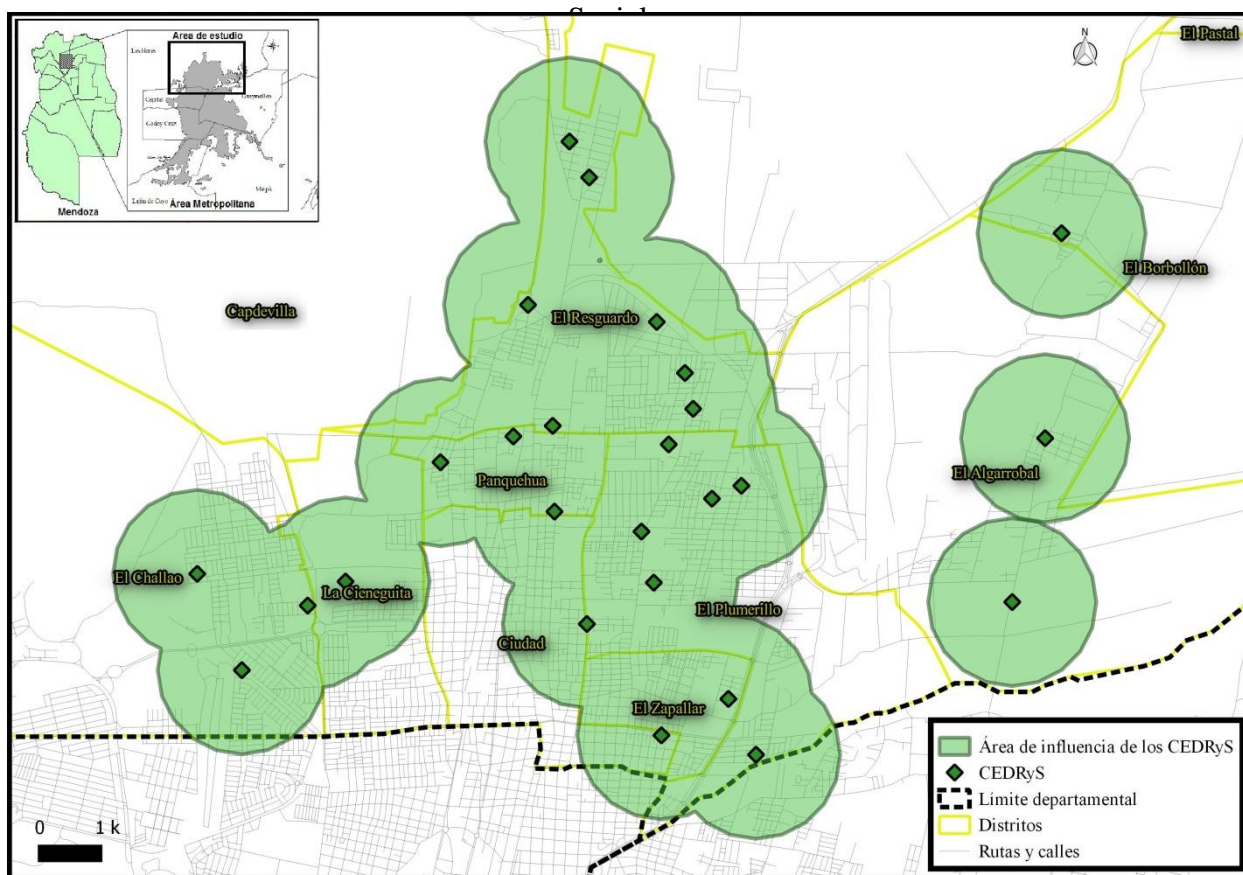 Área de estudio
Las Heras
Capital
Guaymallén
Godoy Cruz
Maipú
Luján de Cuyo
Área Metropolitana
Mendoza
N
El Pastal
El Borbollón
Capdevilla
El Resguardo
El Algarrobal
Panquehua
El Challao
La Cieneguita
El Plumerillo
Ciudad
El Zapallar
0 1 k
Área de influencia de los CEDRyS
CEDRyS
Límite departamental
Distritos
Rutas y calles